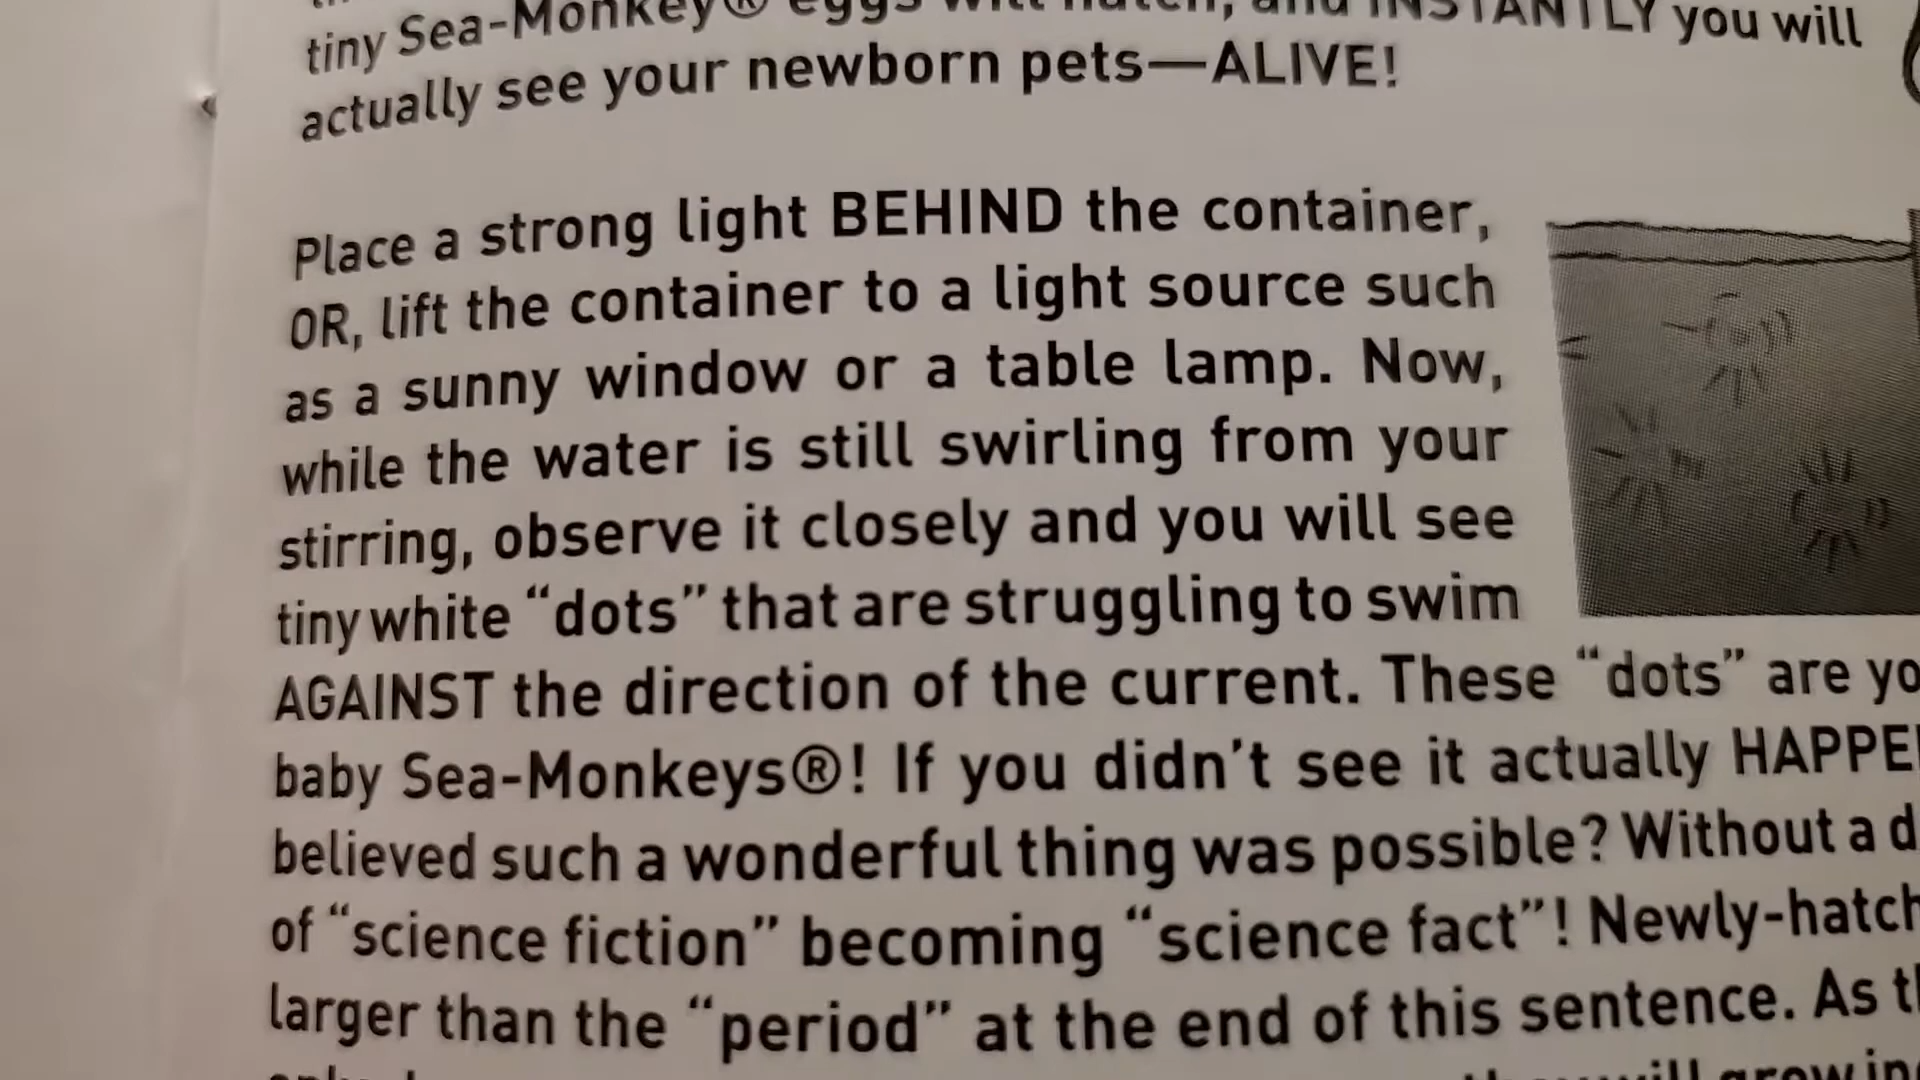 tiny Sea-Monkey® eggs will hatch, and INSTANTLY you will
actually see your newborn pets—ALIVE!
Place a strong light BEHIND the container,
OR, lift the container to a light source such
as a sunny window or a table lamp. Now,
while the water is still swirling from your
stirring, observe it closely and you will see
tiny white “dots” that are struggling to swim
AGAINST the direction of the current. These “dots” are yo
baby Sea-Monkeys®! If you didn’t see it actually HAPPE
believed such a wonderful thing was possible? Without a d
of “science fiction” becoming “science fact”! Newly-hatch
larger than the “period” at the end of this sentence. As t
they will grow in